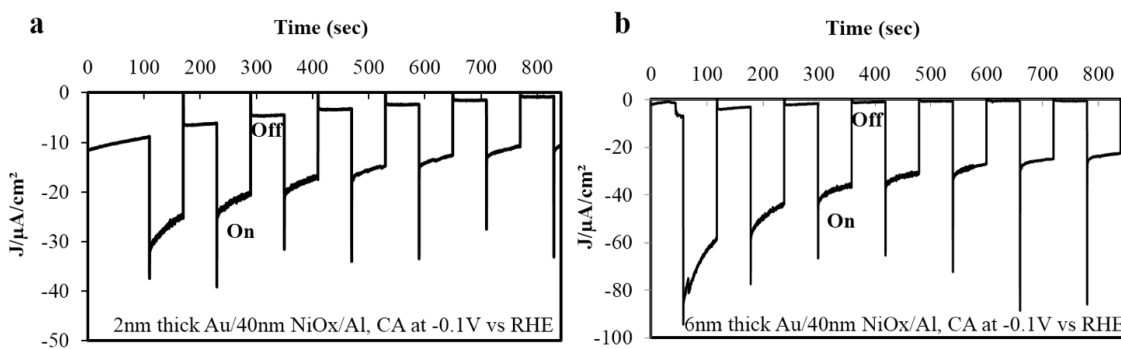 a
Time (sec)
0 100 200 300 400 500 600 700 800
0
-10
-20
-30
-40
-50
J/μA/cm²
Off
On
2nm thick Au/40nm NiOx/Al, CA at -0.1V vs RHE
b
Time (sec)
0 100 200 300 400 500 600 700 800
0
-20
-40
-60
-80
-100
J/μA/cm²
Off
On
6nm thick Au/40nm NiOx/Al, CA at -0.1V vs RHE